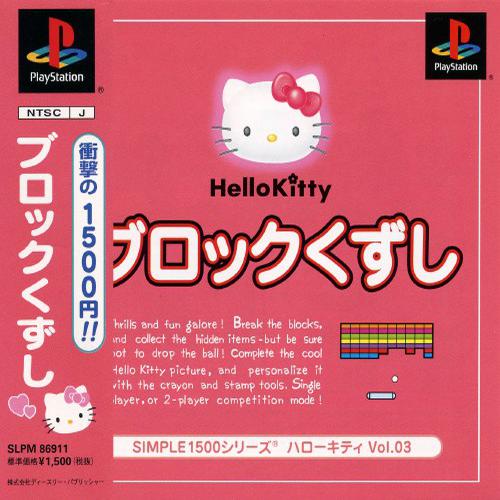 PlayStation
NTSC J
衝撃の1500円!!
ブロックくずし
SLPM 86911
標準価格¥1,500(税抜)
株式会社ディースリー・パブリッシャー
PlayStation
HelloKitty
ブロックくずし
hrills and fun galore! Break the blocks,
nd collect the hidden items-but be sure
ot to drop the ball! Complete the cool
Hello Kitty picture, and personalize it
with the crayon and stamp tools. Single
layer, or 2-player competition mode!
SIMPLE1500シリーズ® ハローキティ Vol.03